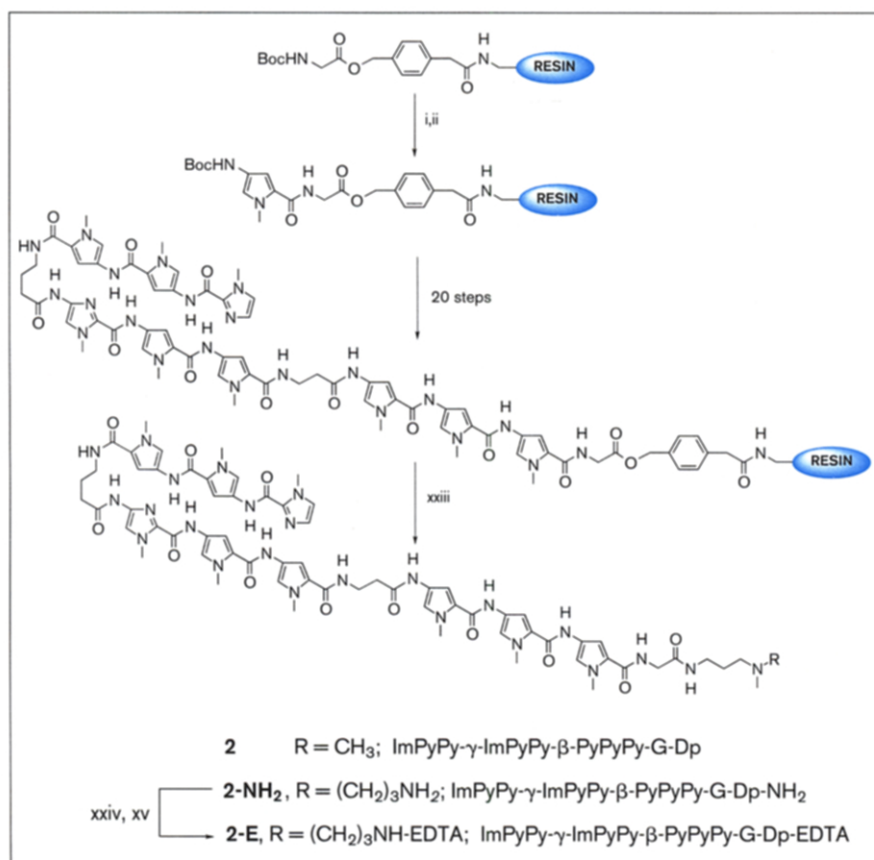 BocHN
RESIN
i,ii
BocHN
RESIN
20 steps
RESIN
xxiii
2 R = CH₃; ImPyPy-γ-ImPyPy-β-PyPyPy-G-Dp
2-NH₂, R = (CH₂)₃NH₂; ImPyPy-γ-ImPyPy-β-PyPyPy-G-Dp-NH₂
xxiv, xv
2-E, R = (CH₂)₃NH-EDTA; ImPyPy-γ-ImPyPy-β-PyPyPy-G-Dp-EDTA